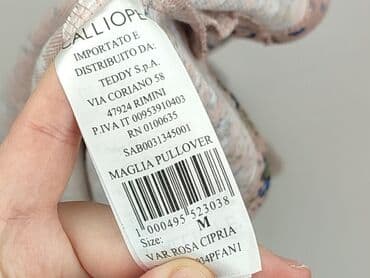 CALLIOPE
IMPORTATO E
DISTRIBUITO DA:
TEDDY S.p.A.
VIA CORIANO 58
47924 RIMINI
P.IVA IT 00953910403
RN 0100635
SAB0031345001
MAGLIA PULLOVER
1 000495 523038
Size: M
VAR.ROSA CIPRIA